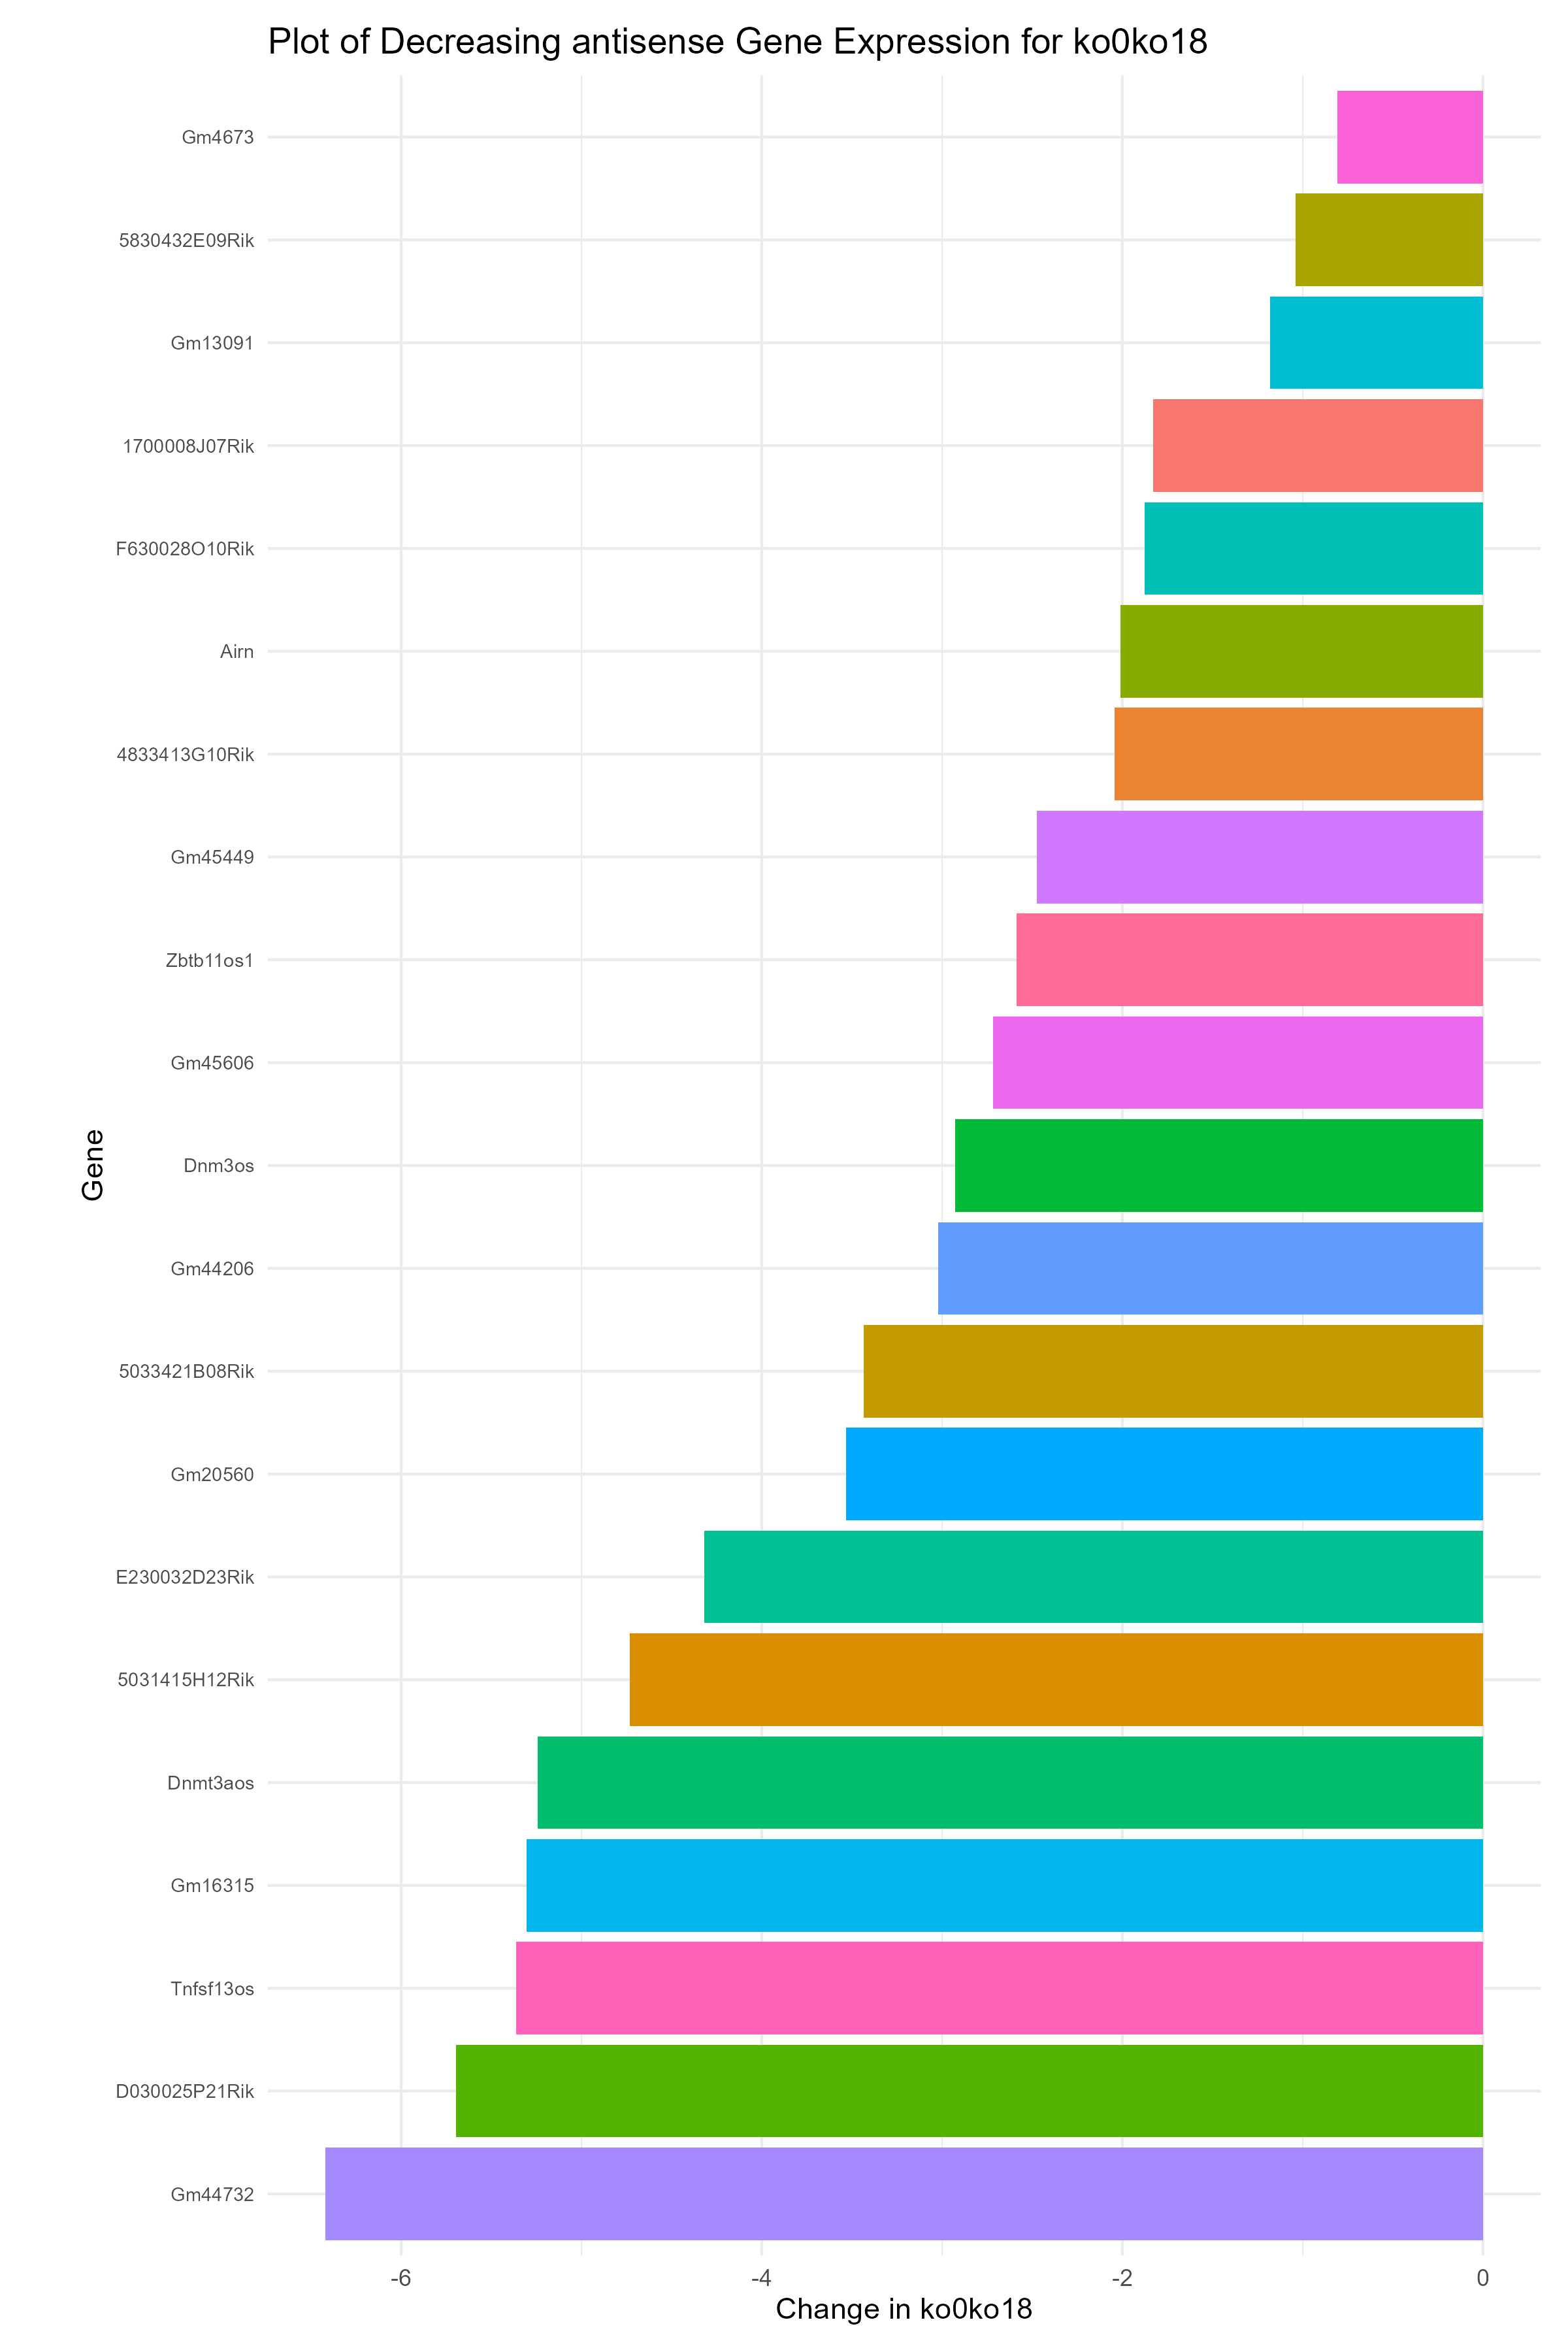 Plot of Decreasing antisense Gene Expression for ko0ko18
Gm4673
5830432E09Rik
Gm13091
1700008J07Rik
F630028O10Rik
Airn
4833413G10Rik
Gm45449
Zbtb11os1
Gm45606
Gene
Dnm3os
Gm44206
5033421B08Rik
Gm20560
E230032D23Rik
5031415H12Rik
Dnmt3aos
Gm16315
Tnfsf13os
D030025P21Rik
Gm44732
-6 -4 -2 0
Change in ko0ko18